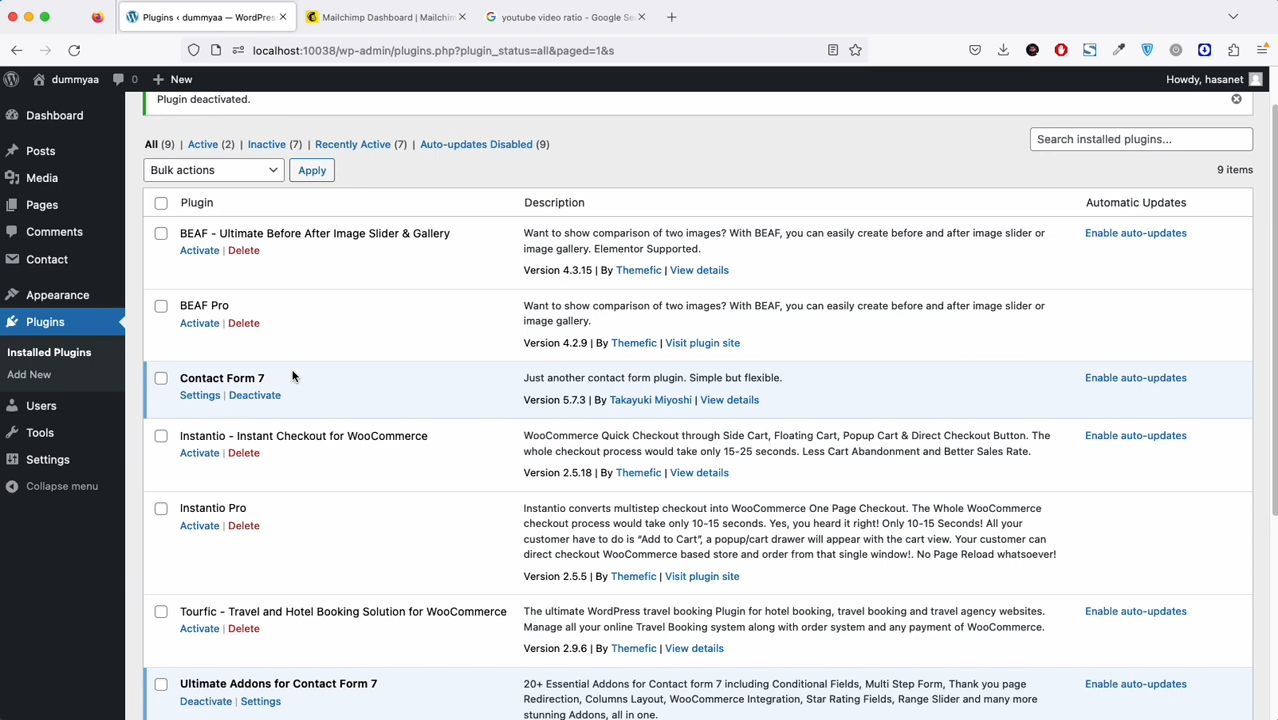 Plugins ‹ dummyaa — WordPres
Mailchimp Dashboard | Mailchim
youtube video ratio - Google Se
localhost:10038/wp-admin/plugins.php?plugin_status=all&paged=1&s
dummyaa
0
New
Howdy, hasanet
Dashboard
Posts
Media
Pages
Comments
Contact
Appearance
Plugins
Installed Plugins
Add New
Users
Tools
Settings
Collapse menu
Plugin deactivated.
All (9) | Active (2) | Inactive (7) | Recently Active (7) | Auto-updates Disabled (9)
Search installed plugins...
Bulk actions
Apply
9 items
Plugin
Description
Automatic Updates
BEAF - Ultimate Before After Image Slider & Gallery
Activate | Delete
Want to show comparison of two images? With BEAF, you can easily create before and after image slider or
image gallery. Elementor Supported.
Version 4.3.15 | By Themefic | View details
Enable auto-updates
BEAF Pro
Activate | Delete
Want to show comparison of two images? With BEAF, you can easily create before and after image slider or
image gallery.
Version 4.2.9 | By Themefic | Visit plugin site
Contact Form 7
Settings | Deactivate
Just another contact form plugin. Simple but flexible.
Version 5.7.3 | By Takayuki Miyoshi | View details
Enable auto-updates
Instantio - Instant Checkout for WooCommerce
Activate | Delete
WooCommerce Quick Checkout through Side Cart, Floating Cart, Popup Cart & Direct Checkout Button. The
whole checkout process would take only 15-25 seconds. Less Cart Abandonment and Better Sales Rate.
Version 2.5.18 | By Themefic | View details
Enable auto-updates
Instantio Pro
Activate | Delete
Instantio converts multistep checkout into WooCommerce One Page Checkout. The Whole WooCommerce
checkout process would take only 10-15 seconds. Yes, you heard it right! Only 10-15 Seconds! All your
customer have to do is “Add to Cart”, a popup/cart drawer will appear with the cart view. Your customer can
direct checkout WooCommerce based store and order from that single window!. No Page Reload whatsoever!
Version 2.5.5 | By Themefic | Visit plugin site
Tourfic - Travel and Hotel Booking Solution for WooCommerce
Activate | Delete
The ultimate WordPress travel booking Plugin for hotel booking, travel booking and travel agency websites.
Manage all your online Travel Booking system along with order system and any payment of WooCommerce.
Version 2.9.6 | By Themefic | View details
Enable auto-updates
Ultimate Addons for Contact Form 7
Deactivate | Settings
20+ Essential Addons for Contact form 7 including Conditional Fields, Multi Step Form, Thank you page
Redirection, Columns Layout, WooCommerce Integration, Star Rating Fields, Range Slider and many more
stunning Addons, all in one.
Enable auto-updates